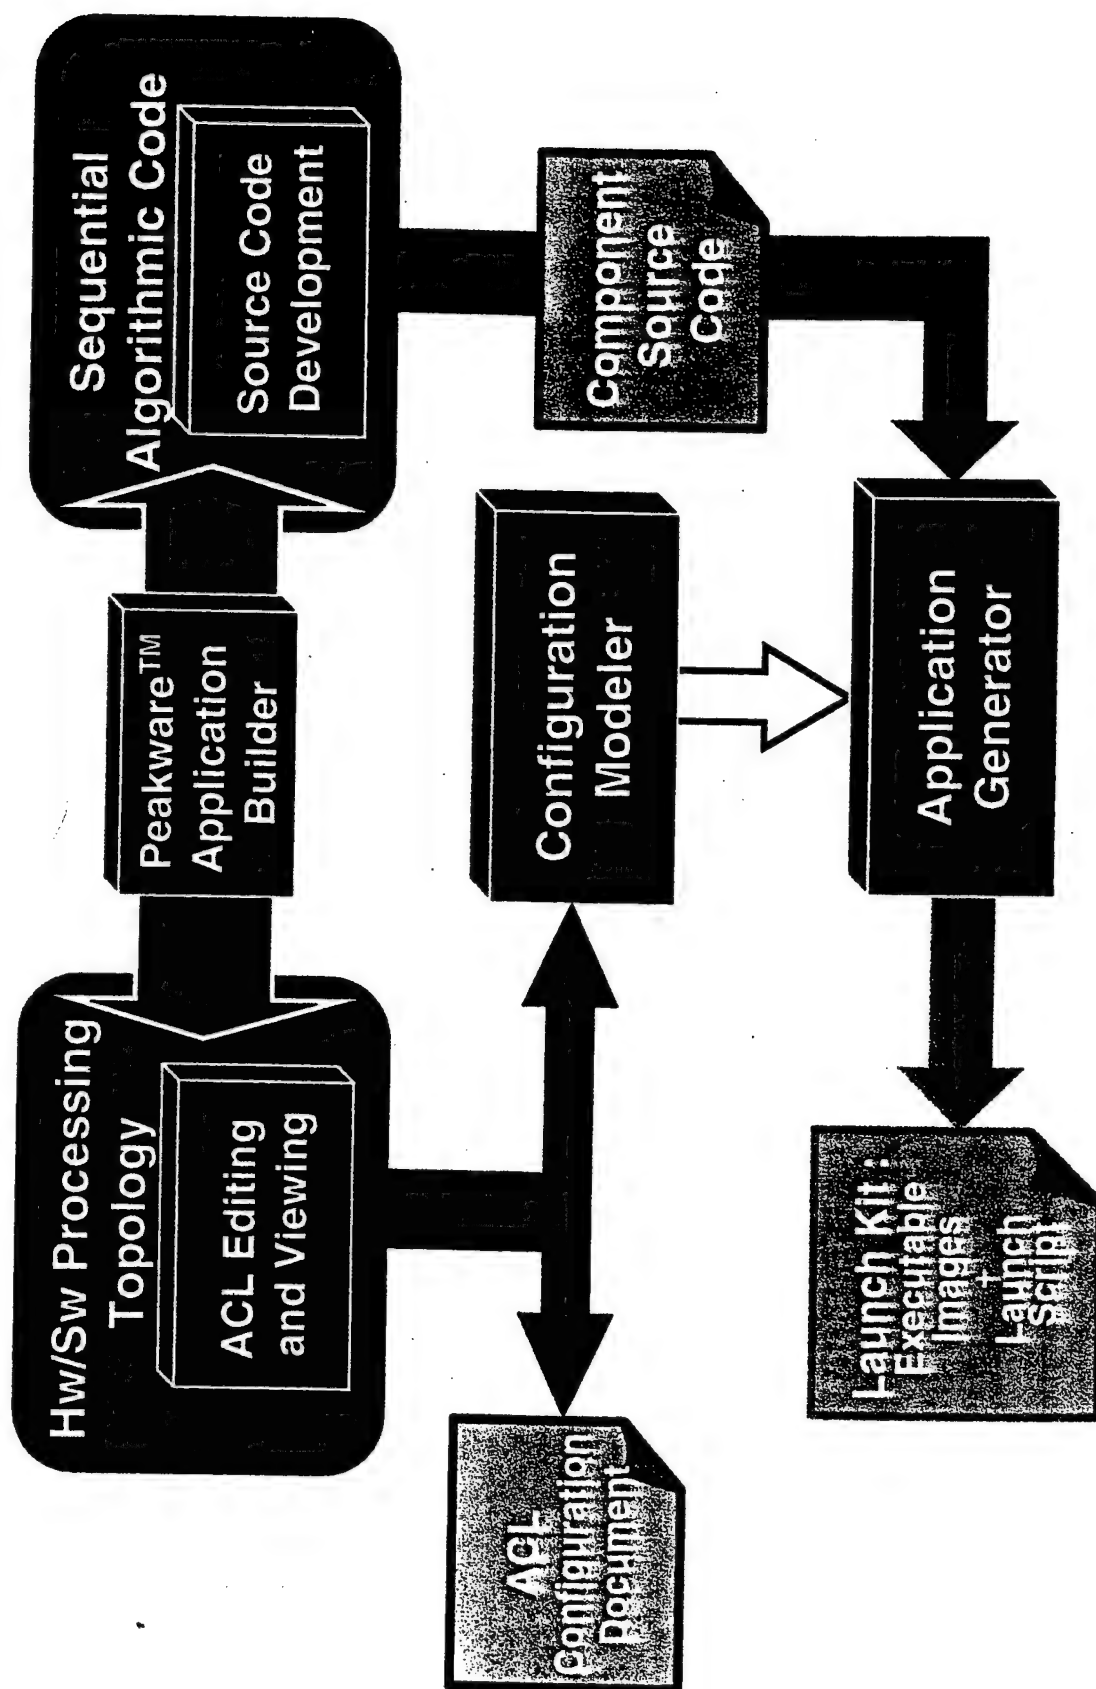 Hw/Sw Processing
Topology
ACL Editing
and Viewing
Peakware™
Application
Builder
Sequential
Algorithmic Code
Source Code
Development
ACL
Configuration
Document
Configuration
Modeler
Component
Source
Code
Launch Kit:
Executable
Images
+
Launch
Script
Application
Generator